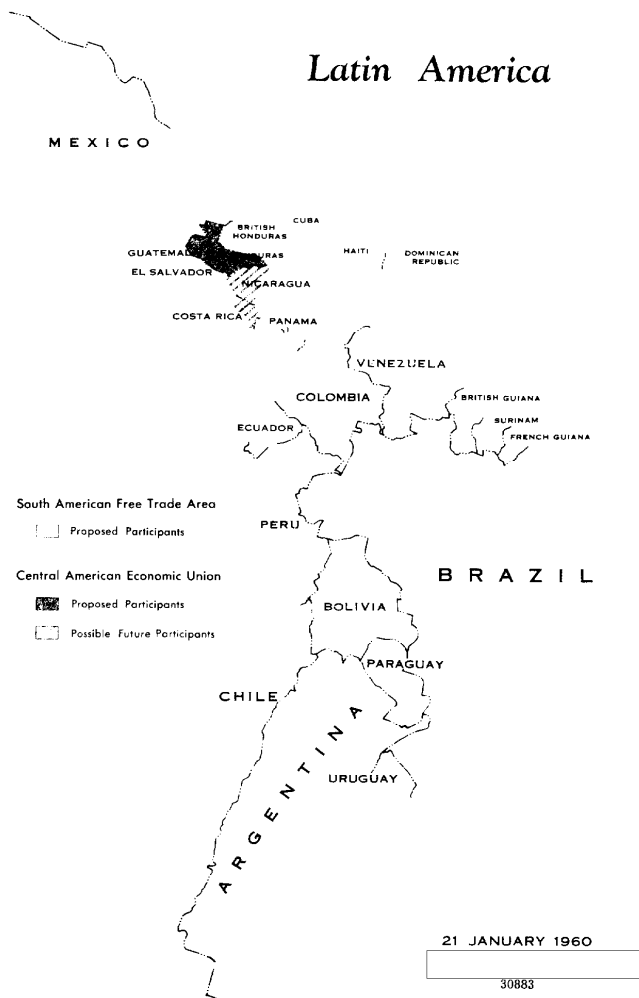 Latin America
MEXICO
CUBA
BRITISH
HONDURAS
HAITI
DOMINICAN
REPUBLIC
GUATEMAL
URAS
EL SALVADOR
NICARAGUA
COSTA RICA
PANAMA
VENEZUELA
COLOMBIA
BRITISH GUIANA
SURINAM
FRENCH GUIANA
ECUADOR
South American Free Trade Area
Proposed Participants
PERU
Central American Economic Union
Proposed Participants
Possible Future Participants
BRAZIL
BOLIVIA
PARAGUAY
CHILE
ARGENTINA
URUGUAY
21 JANUARY 1960
30883